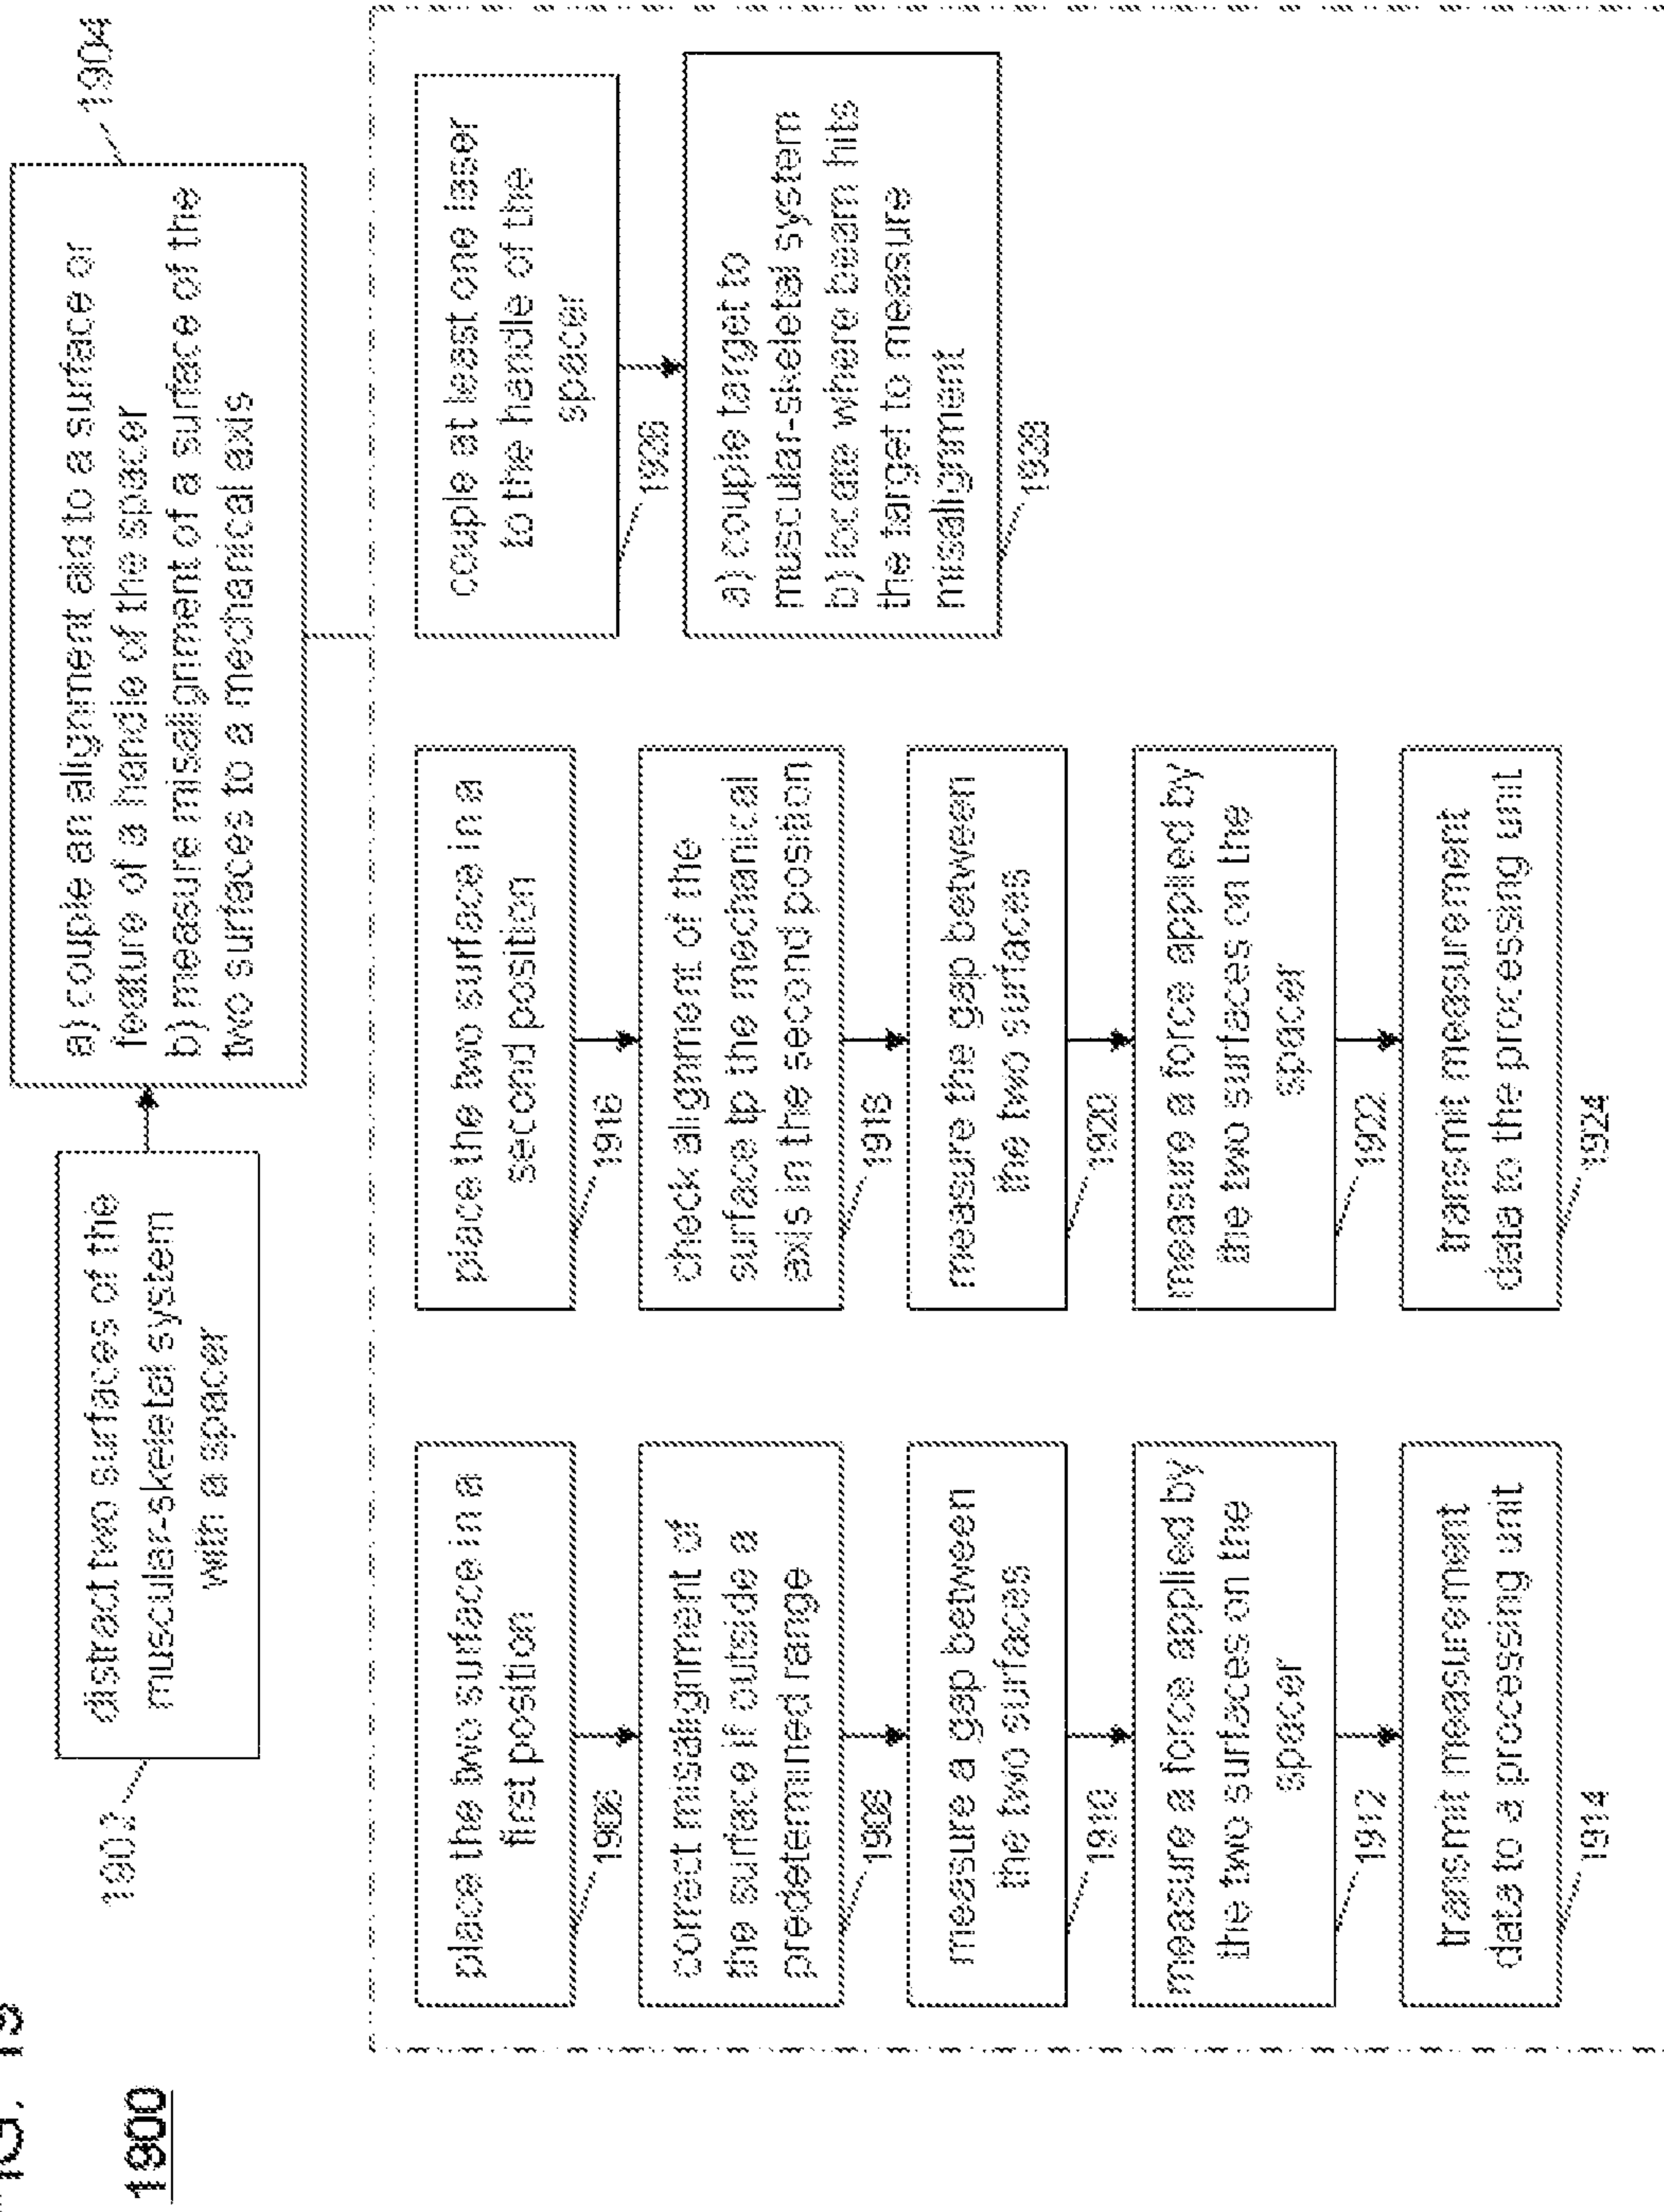 FIG. 19
1900
1902
distract two surfaces of the
muscular-skeletal system
with a spacer
1904
a) couple an alignment aid to a surface or
feature of a handle of the spacer
b) measure misalignment of a surface of the
two surfaces to a mechanical axis
place the two surface in a
first position
1906
correct misalignment of
the surface if outside a
predetermined range
1908
measure a gap between
the two surfaces
1910
measure a force applied by
the two surfaces on the
spacer
1912
transmit measurement
data to a processing unit
1914
place the two surface in a
second position
1916
check alignment of the
surface tp the mechanical
axis in the second position
1918
measure the gap between
the two surfaces
1920
measure a force applied by
the two surfaces on the
spacer
1922
transmit measurement
data to the processing unit
1924
couple at least one laser
to the handle of the
spacer
1926
a) couple target to
muscular-skeletal system
b) locate where beam hits
the target to measure
misalignment
1928